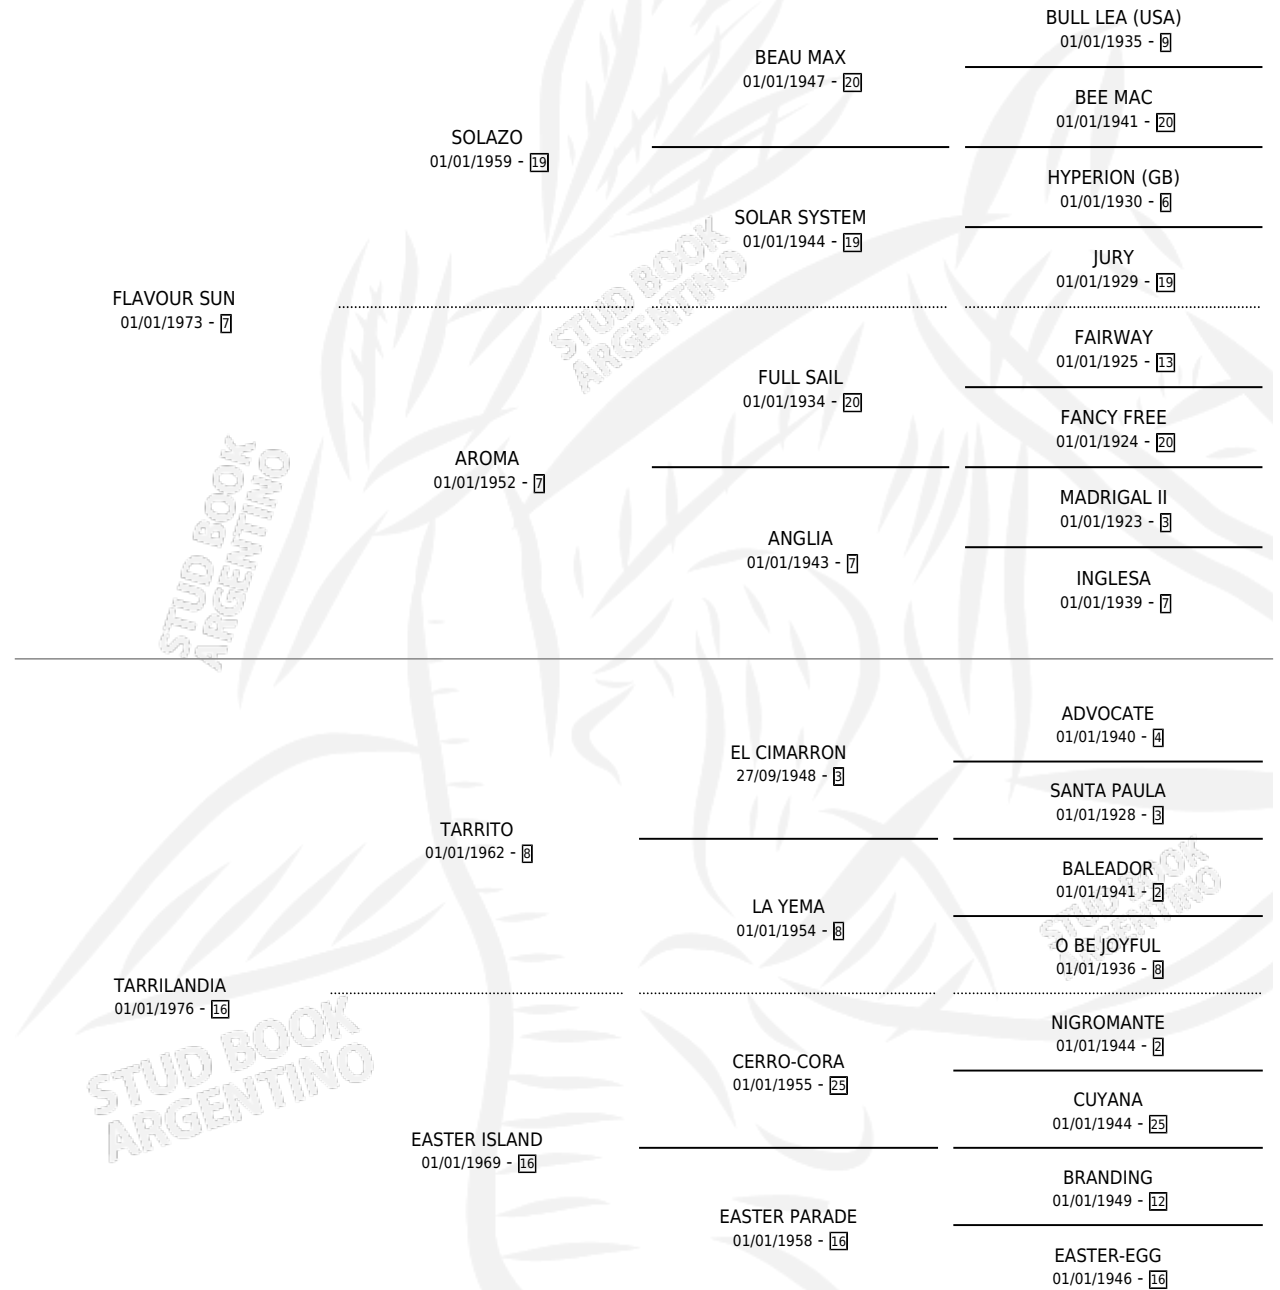 BULL LEA (USA)
01/01/1935 - 9
BEAU MAX
01/01/1947 - 20
BEE MAC
01/01/1941 - 20
SOLAZO
01/01/1959 - 19
HYPERION (GB)
01/01/1930 - 6
SOLAR SYSTEM
01/01/1944 - 19
JURY
01/01/1929 - 19
FLAVOUR SUN
01/01/1973 - 7
FAIRWAY
01/01/1925 - 13
FULL SAIL
01/01/1934 - 20
FANCY FREE
01/01/1924 - 20
AROMA
01/01/1952 - 7
MADRIGAL II
01/01/1923 - 3
ANGLIA
01/01/1943 - 7
INGLESA
01/01/1939 - 7
STUD BOOK
ARGENTINO
STUD BOOK
ARGENTINO
ADVOCATE
01/01/1940 - 4
EL CIMARRON
27/09/1948 - 3
SANTA PAULA
01/01/1928 - 3
TARRITO
01/01/1962 - 8
BALEADOR
01/01/1941 - 2
LA YEMA
01/01/1954 - 8
O BE JOYFUL
01/01/1936 - 8
TARRILANDIA
01/01/1976 - 16
NIGROMANTE
01/01/1944 - 2
CERRO-CORA
01/01/1955 - 25
CUYANA
01/01/1944 - 25
EASTER ISLAND
01/01/1969 - 16
BRANDING
01/01/1949 - 12
EASTER PARADE
01/01/1958 - 16
EASTER-EGG
01/01/1946 - 16
STUD BOOK
ARGENTINO
STUD BOOK
ARGENTINO